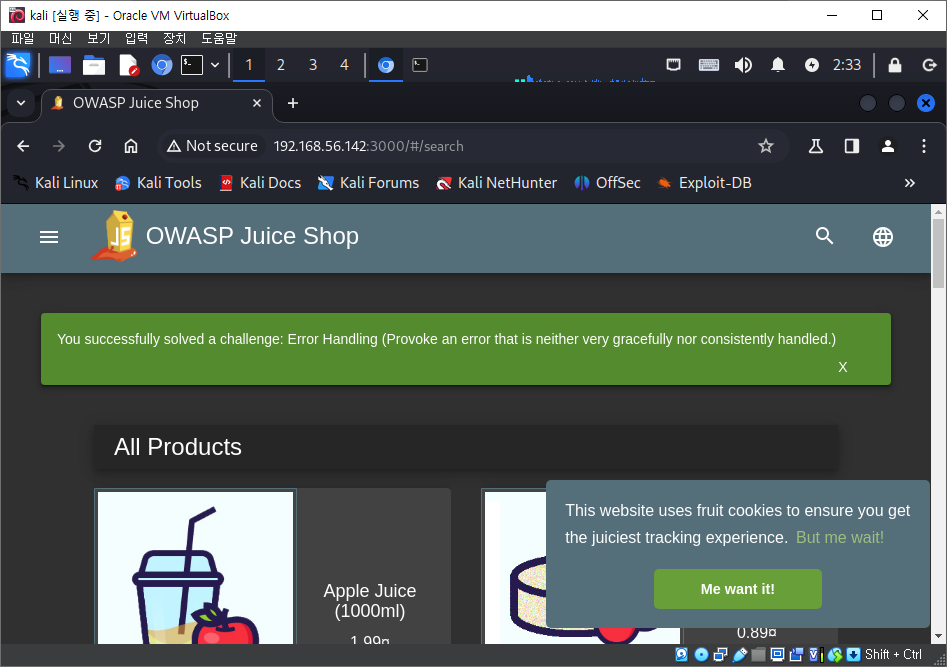 kali [실행 중] - Oracle VM VirtualBox
파일 머신 보기 입력 장치 도움말
1 2 3 4 2:33
OWASP Juice Shop
Not secure 192.168.56.142:3000/#/search
Kali Linux Kali Tools Kali Docs Kali Forums Kali NetHunter OffSec Exploit-DB »
JS OWASP Juice Shop
You successfully solved a challenge: Error Handling (Provoke an error that is neither very gracefully nor consistently handled.)
X
All Products
Apple Juice
(1000ml)
1.99¤
0.89¤
This website uses fruit cookies to ensure you get
the juiciest tracking experience. But me wait!
Me want it!
Shift + Ctrl